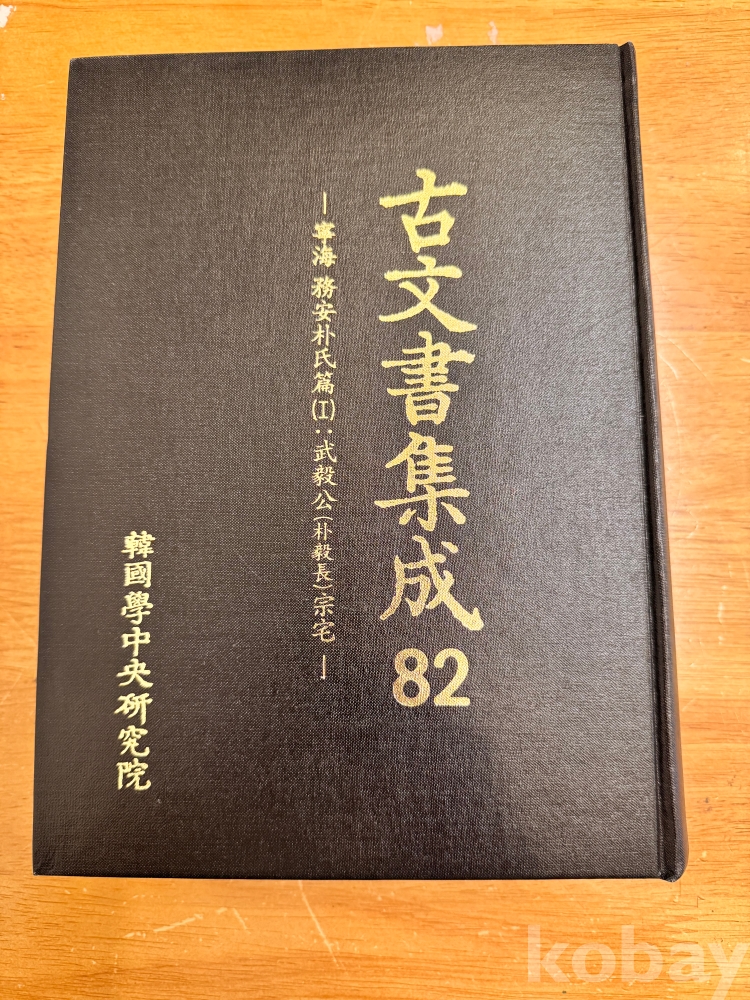 古文書集成 82
―寧海 務安朴氏篇(I):武毅公(朴毅長)宗宅―
韓國學中央硏究院
kobay